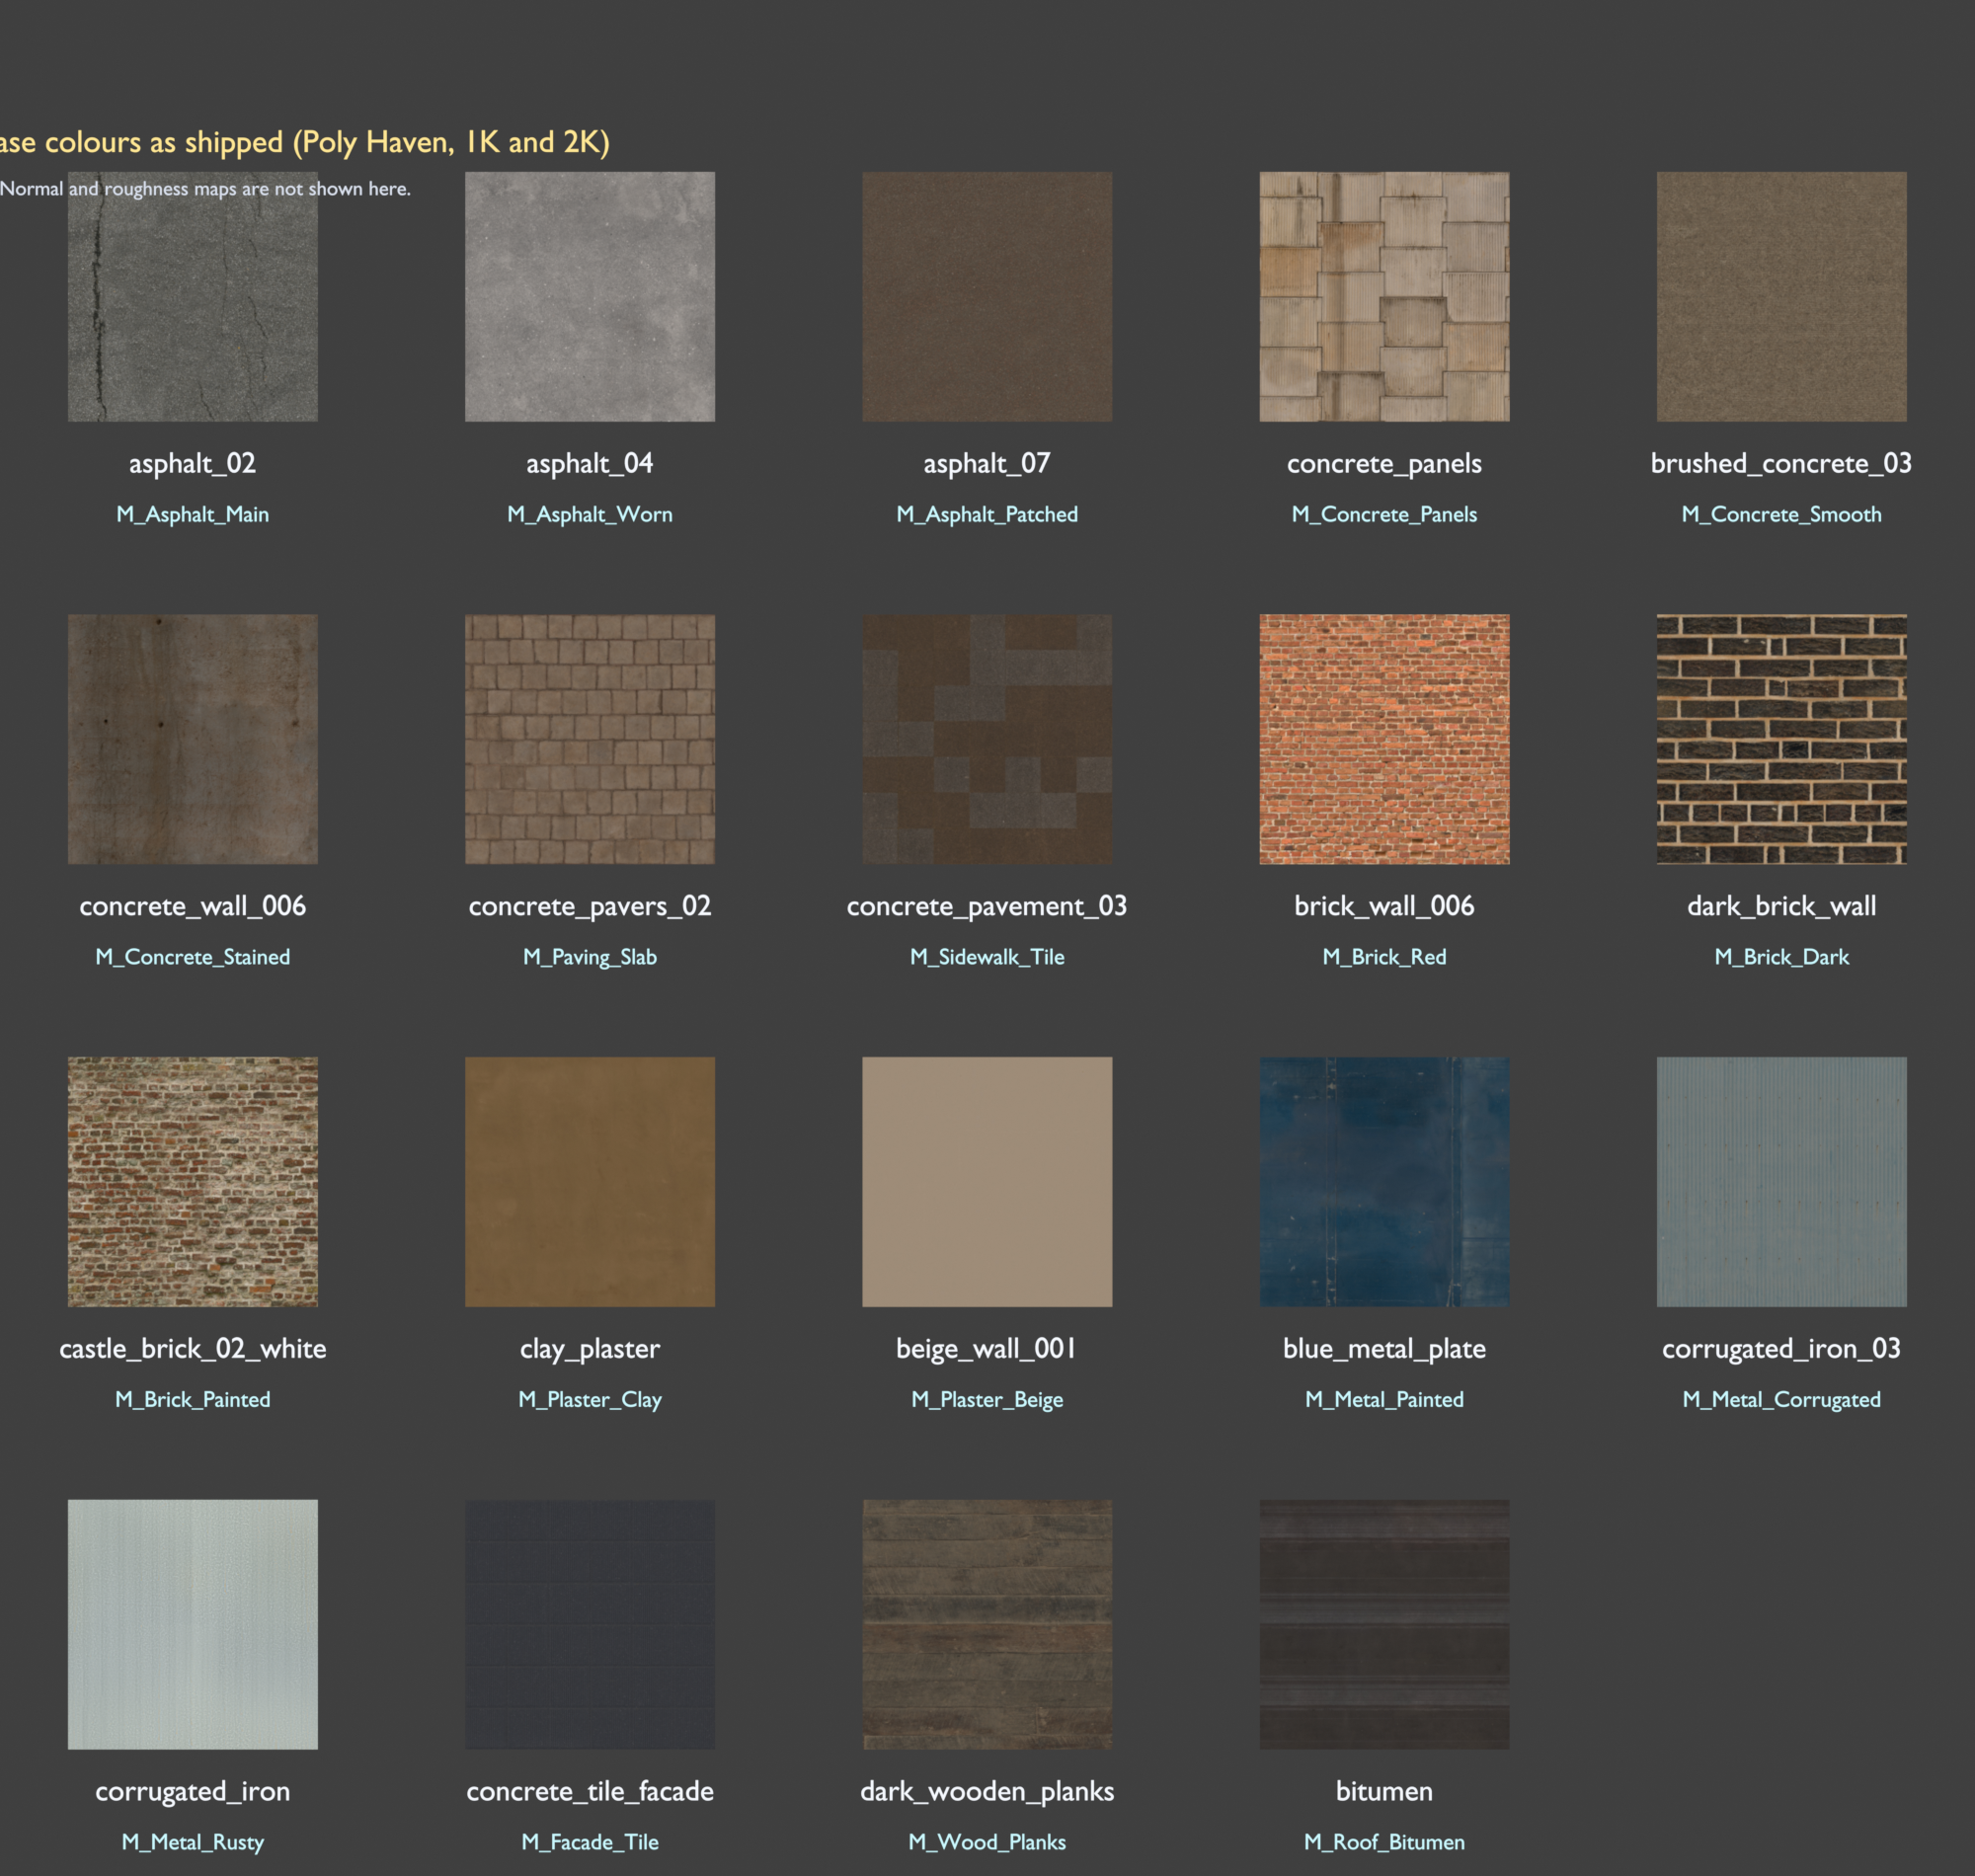 ase colours as shipped (Poly Haven, 1K and 2K)
Normal and roughness maps are not shown here.
asphalt_02
asphalt_04
asphalt_07
concrete_panels
brushed_concrete_03
M_Asphalt_Main
M_Asphalt_Worn
M_Asphalt_Patched
M_Concrete_Panels
M_Concrete_Smooth
concrete_wall_006
concrete_pavers_02
concrete_pavement_03
brick_wall_006
dark_brick_wall
M_Concrete_Stained
M_Paving_Slab
M_Sidewalk_Tile
M_Brick_Red
M_Brick_Dark
castle_brick_02_white
clay_plaster
beige_wall_001
blue_metal_plate
corrugated_iron_03
M_Brick_Painted
M_Plaster_Clay
M_Plaster_Beige
M_Metal_Painted
M_Metal_Corrugated
corrugated_iron
concrete_tile_facade
dark_wooden_planks
bitumen
M_Metal_Rusty
M_Facade_Tile
M_Wood_Planks
M_Roof_Bitumen